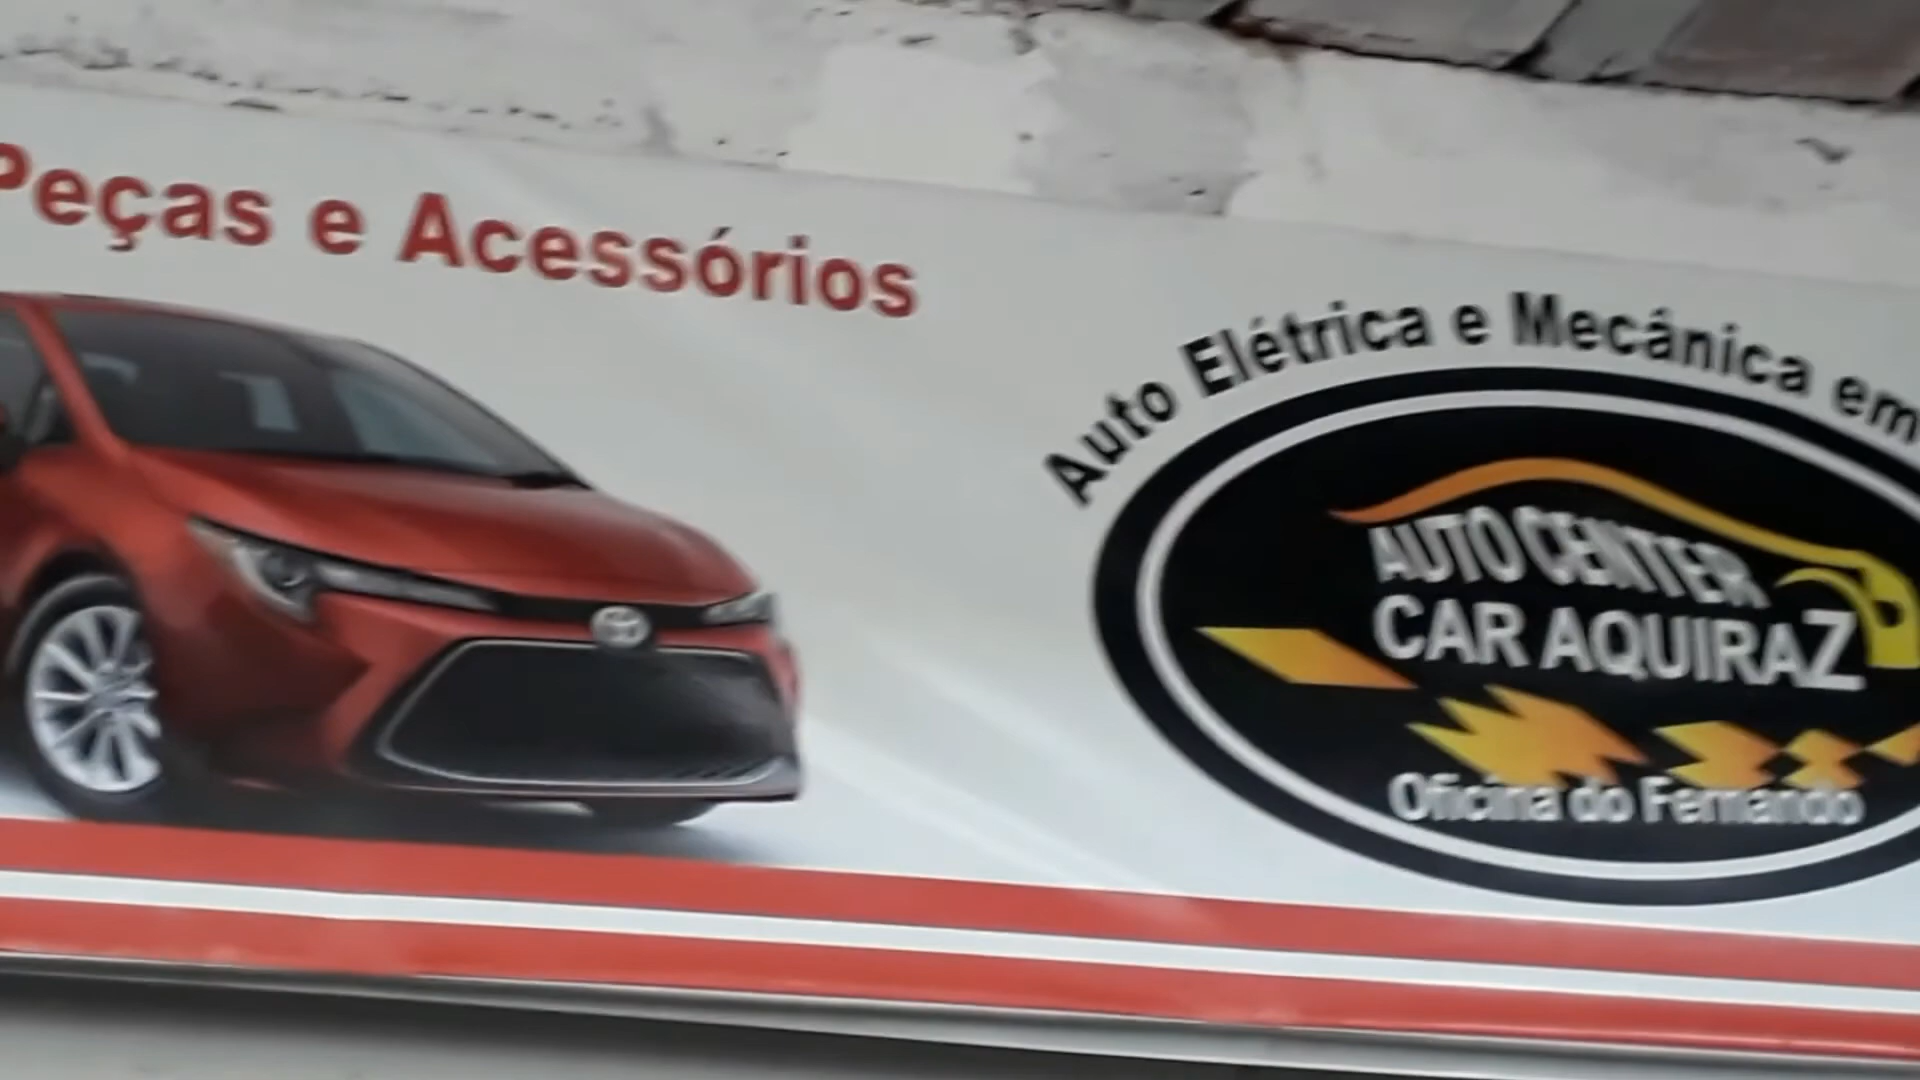 Peças e Acessórios
Auto Elétrica e Mecânica em
AUTO CENTER
CAR AQUIRAZ
Oficina do Fernando